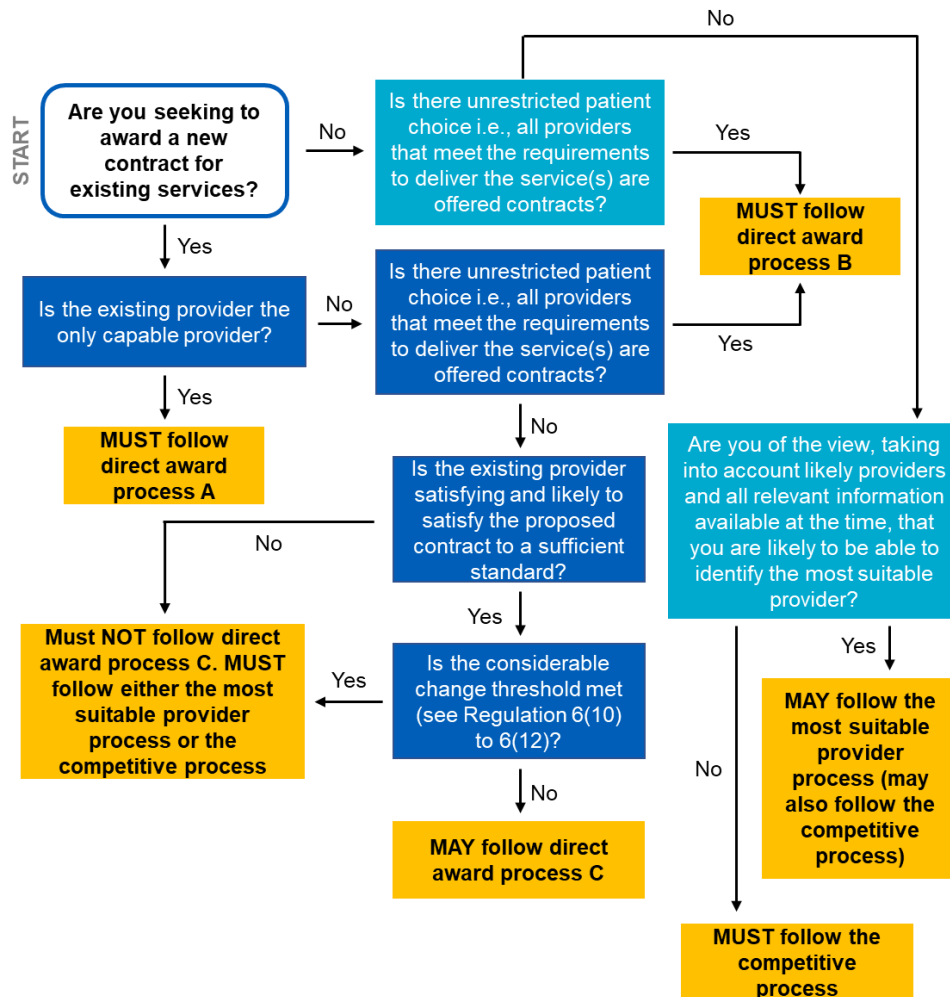 START
Are you seeking to
award a new
contract for
existing services?
No
Is there unrestricted patient
choice i.e., all providers
that meet the requirements
to deliver the service(s) are
offered contracts?
No
Yes
MUST follow
direct award
process B
Yes
Is the existing provider the
only capable provider?
No
Is there unrestricted patient
choice i.e., all providers
that meet the requirements
to deliver the service(s) are
offered contracts?
Yes
Yes
MUST follow
direct award
process A
No
Is the existing provider
satisfying and likely to
satisfy the proposed
contract to a sufficient
standard?
No
Yes
Must NOT follow direct
award process C. MUST
follow either the most
suitable provider
process or the
competitive process
Yes
Is the considerable
change threshold met
(see Regulation 6(10)
to 6(12)?
No
MAY follow direct
award process C
Are you of the view, taking
into account likely providers
and all relevant information
available at the time, that
you are likely to be able to
identify the most suitable
provider?
Yes
MAY follow the
most suitable
provider
process (may
also follow the
competitive
process)
No
MUST follow the
competitive
process